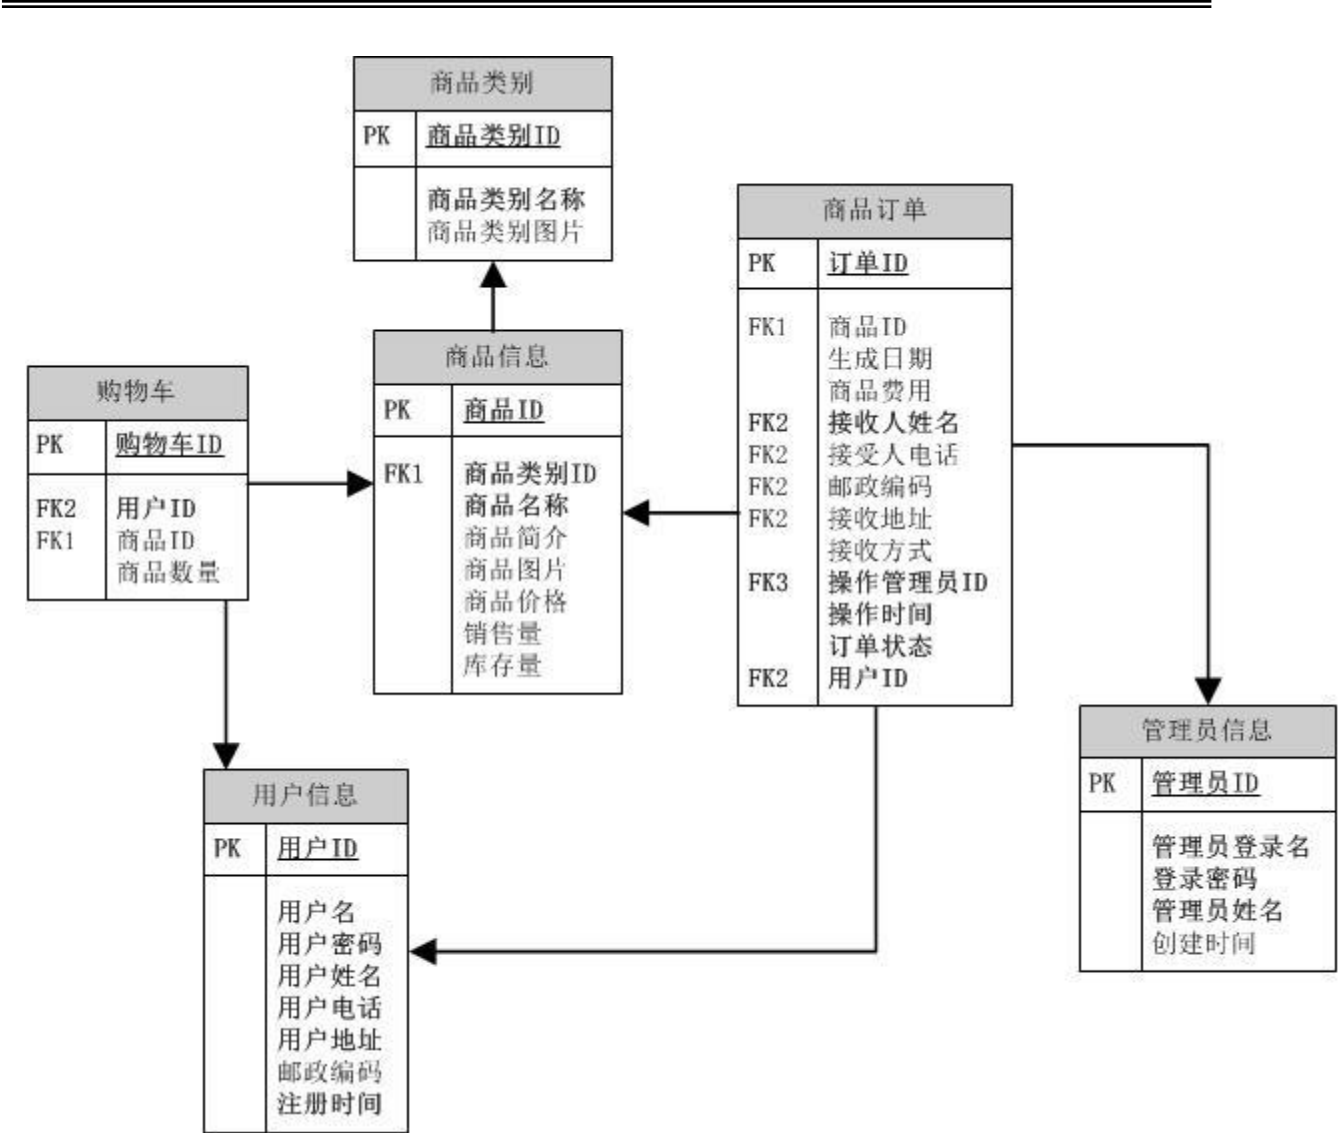 商品类别
PK 商品类别ID
商品类别名称
商品类别图片
商品订单
PK 订单ID
FK1 商品ID
生成日期
商品费用
FK2 接收人姓名
FK2 接受人电话
FK2 邮政编码
FK2 接收地址
接收方式
FK3 操作管理员ID
操作时间
订单状态
FK2 用户ID
商品信息
PK 商品ID
FK1 商品类别ID
商品名称
商品简介
商品图片
商品价格
销售量
库存量
购物车
PK 购物车ID
FK2 用户ID
FK1 商品ID
商品数量
用户信息
PK 用户ID
用户名
用户密码
用户姓名
用户电话
用户地址
邮政编码
注册时间
管理员信息
PK 管理员ID
管理员登录名
登录密码
管理员姓名
创建时间